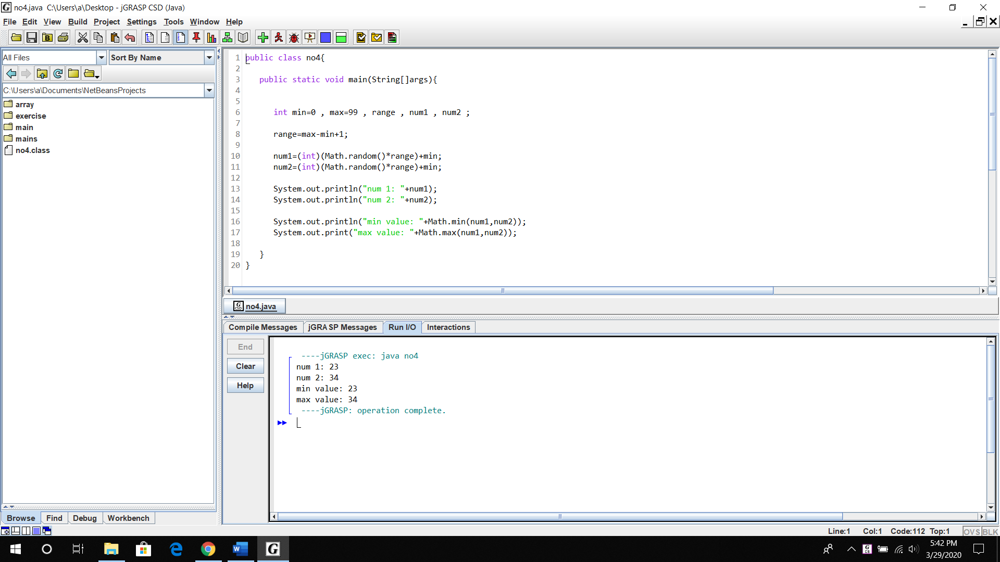 no4.java  C:\Users\a\Desktop - jGRASP CSD (Java)
File Edit View Build Project Settings Tools Window Help
All Files
Sort By Name
C:\Users\a\Documents\NetBeansProjects
array
exercise
main
mains
no4.class
Browse Find Debug Workbench
1 public class no4{
2
3    public static void main(String[]args){
4
5
6       int min=0 , max=99 , range , num1 , num2 ;
7
8       range=max-min+1;
9
10       num1=(int)(Math.random()*range)+min;
11       num2=(int)(Math.random()*range)+min;
12
13       System.out.println("num 1: "+num1);
14       System.out.println("num 2: "+num2);
15
16       System.out.println("min value: "+Math.min(num1,num2));
17       System.out.print("max value: "+Math.max(num1,num2));
18
19    }
20 }
no4.java
Compile Messages jGRASP Messages Run I/O Interactions
End
Clear
Help
----jGRASP exec: java no4
num 1: 23
num 2: 34
min value: 23
max value: 34
----jGRASP: operation complete.
Line:1 Col:1 Code:112 Top:1 OVS BLK
5:42 PM
3/29/2020